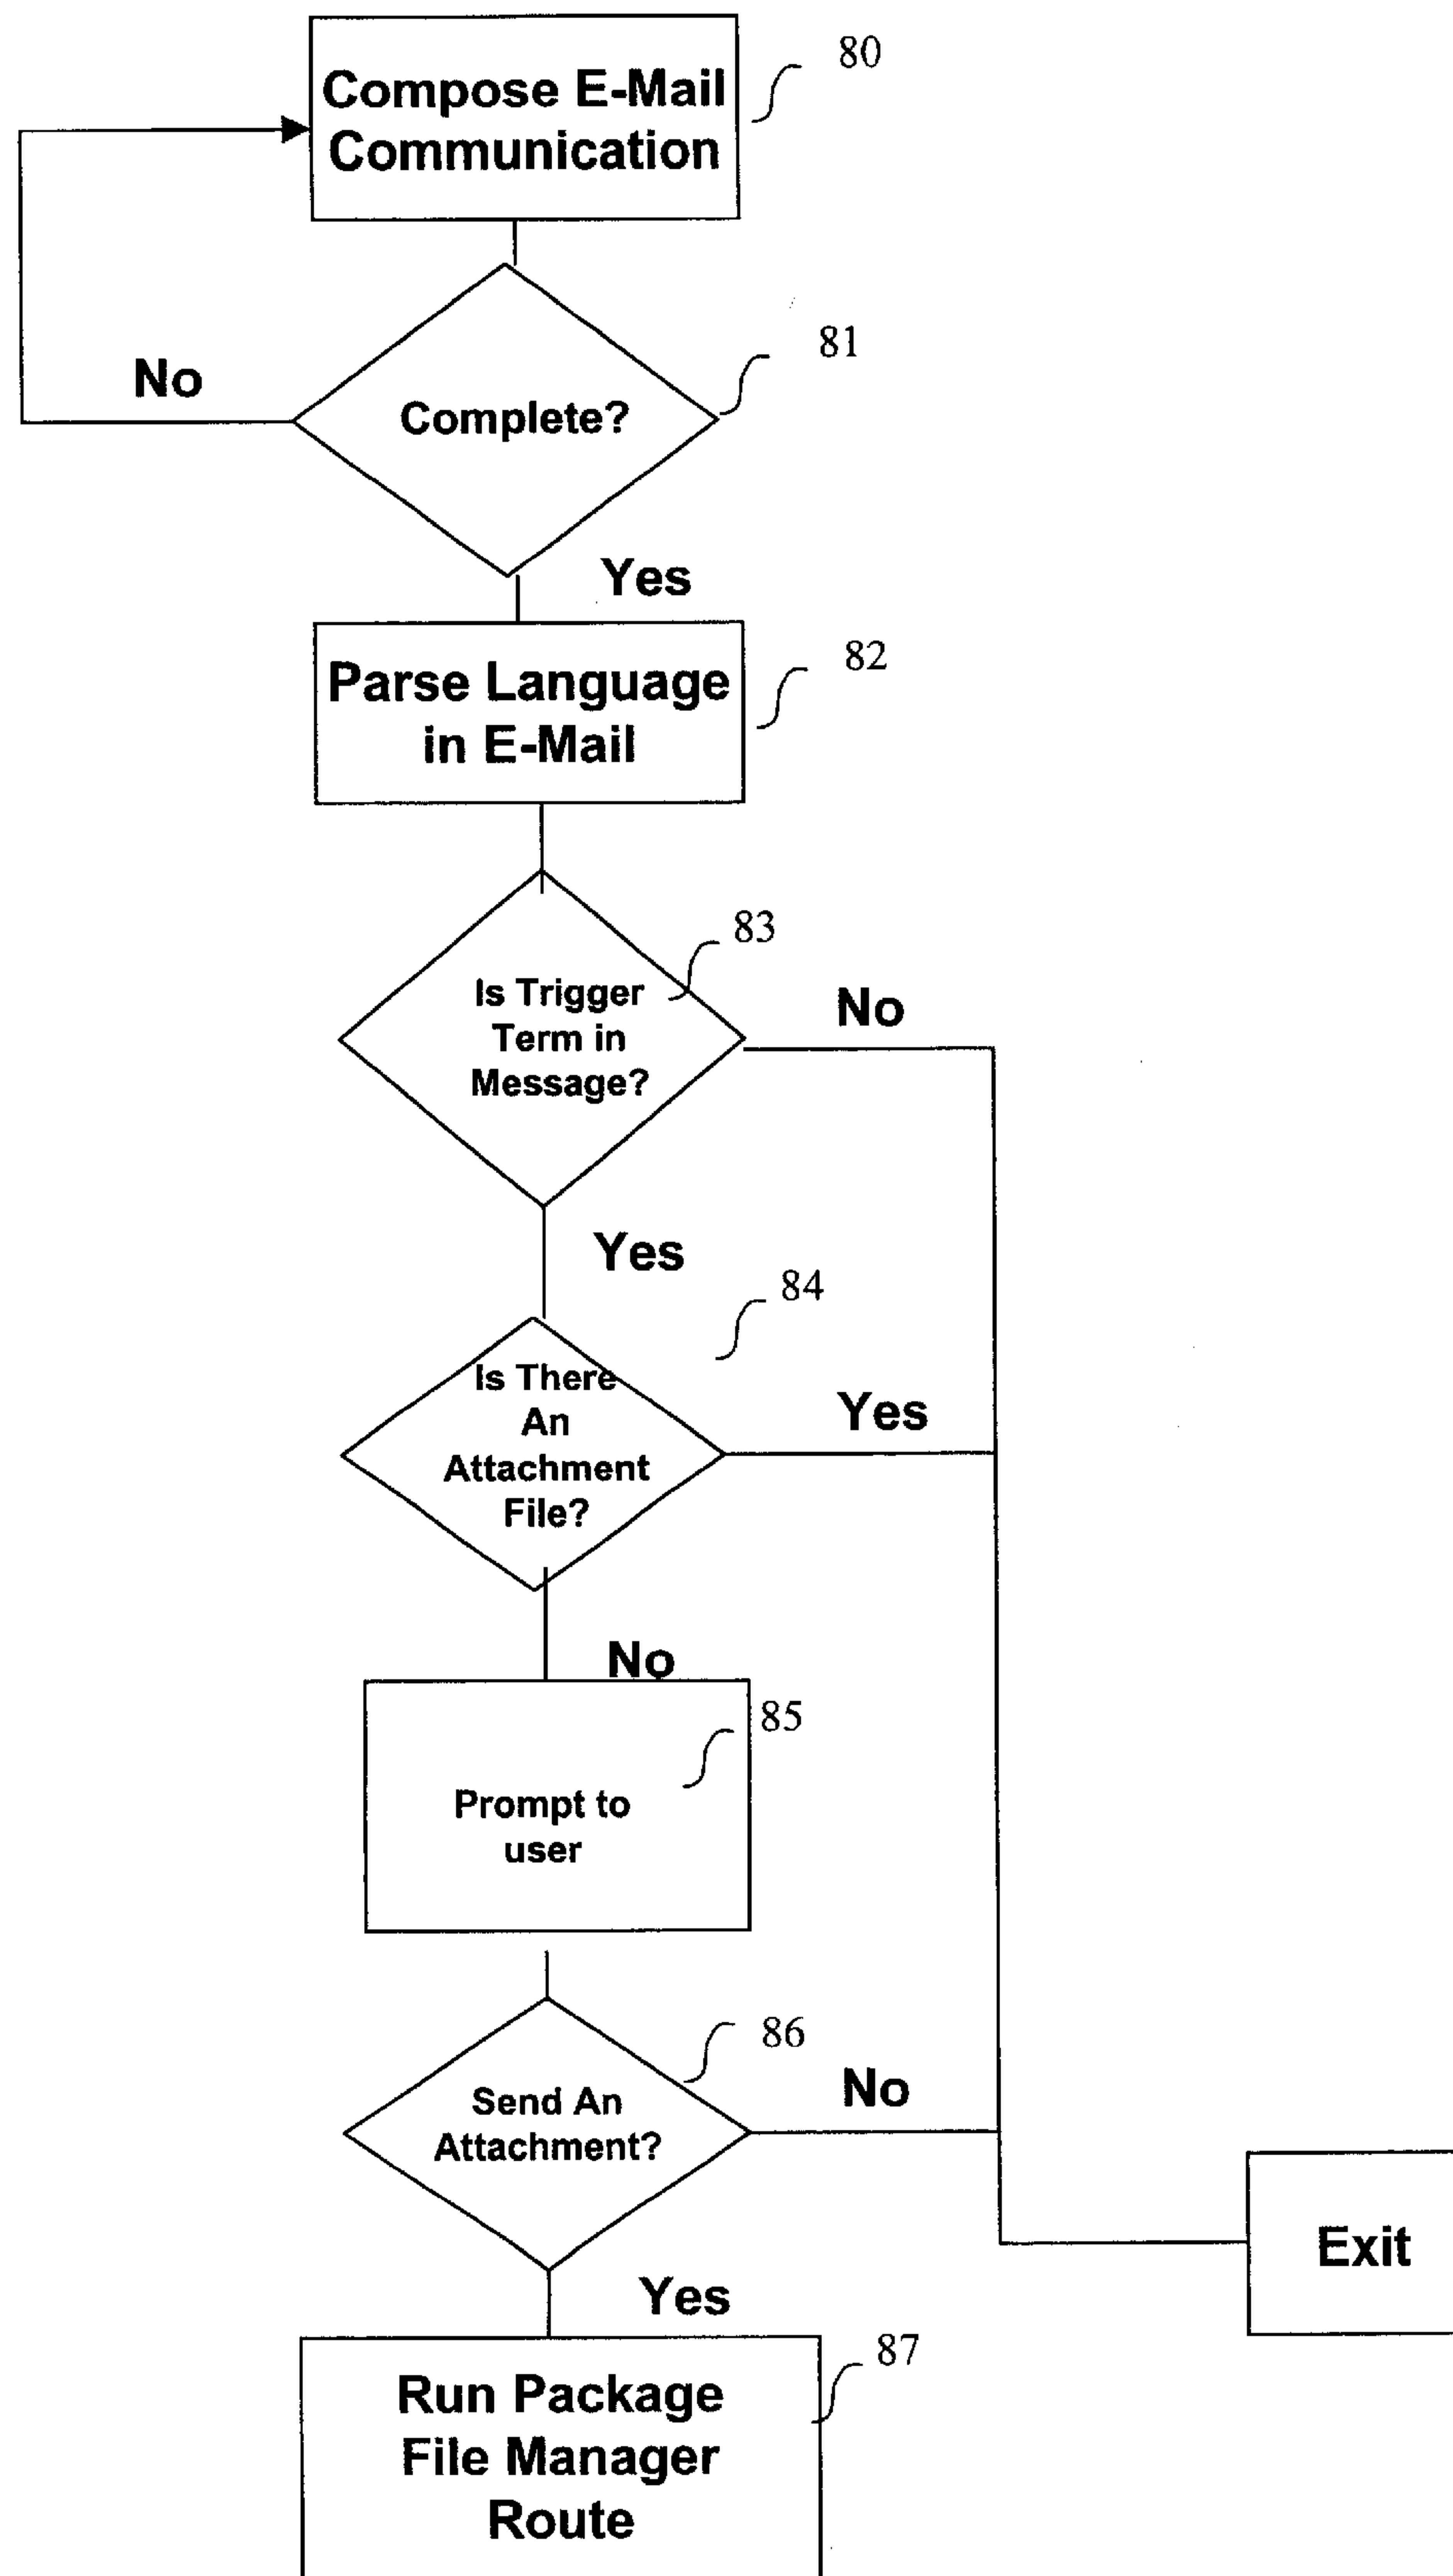 80
Compose E-Mail
Communication
81
No
Complete?
Yes
82
Parse Language
in E-Mail
83
Is Trigger
Term in
Message?
No
Yes
84
Is There
An
Attachment
File?
Yes
No
85
Prompt to
user
86
Send An
Attachment?
No
Exit
Yes
87
Run Package
File Manager
Route